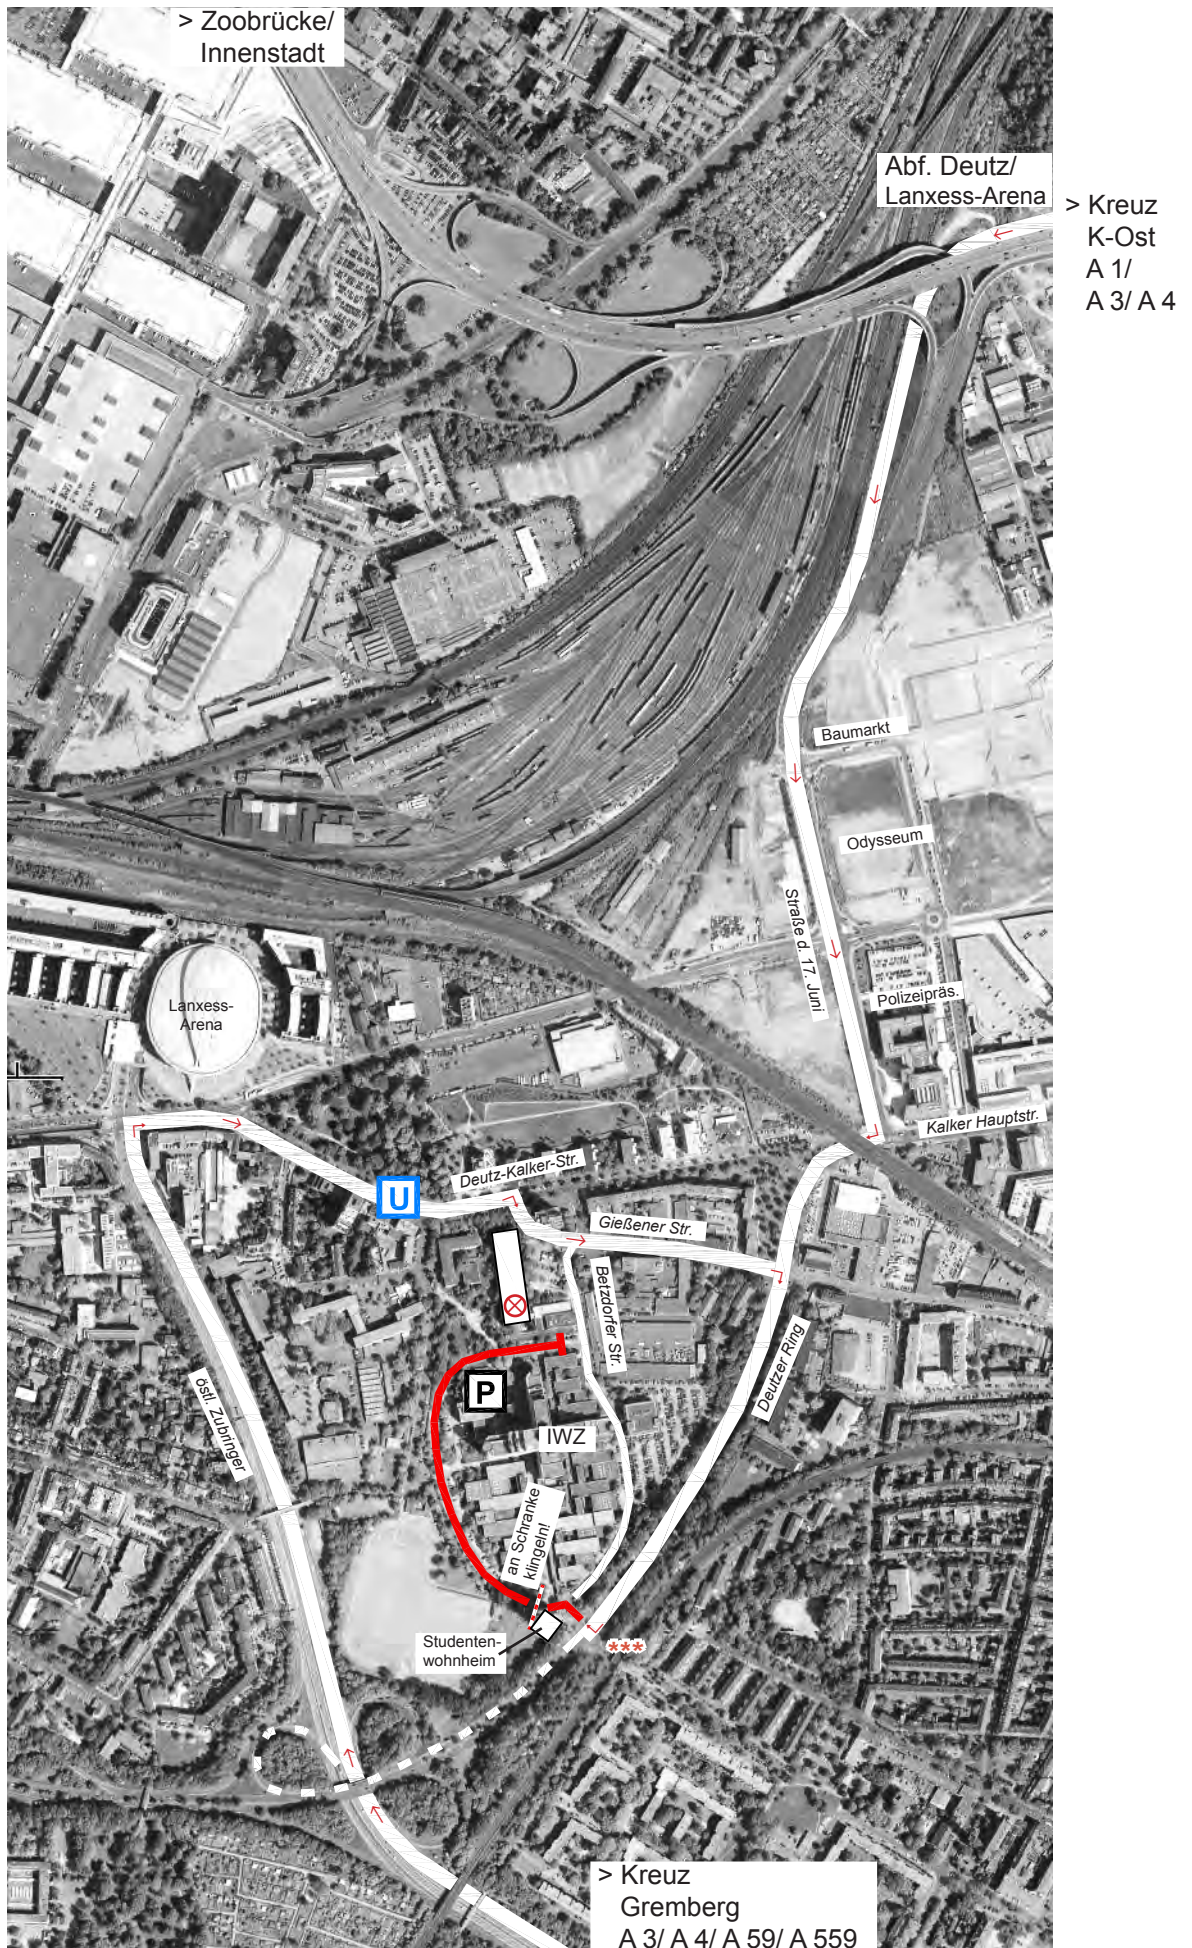 > Zoobrücke/
Innenstadt
Abf. Deutz/
Lanxess-Arena
> Kreuz
K-Ost
A 1/
A 3/ A 4
Baumarkt
Odysseum
Straße d. 17. Juni
Polizeipräs.
Lanxess-
Arena
Kalker Hauptstr.
Deutz-Kalker-Str.
U
Gießener Str.
Betzdorfer Str.
Deutzer Ring
östl. Zubringer
P
IWZ
an Schranke
klingeln!
Studenten-
wohnheim
***
> Kreuz
Gremberg
A 3/ A 4/ A 59/ A 559